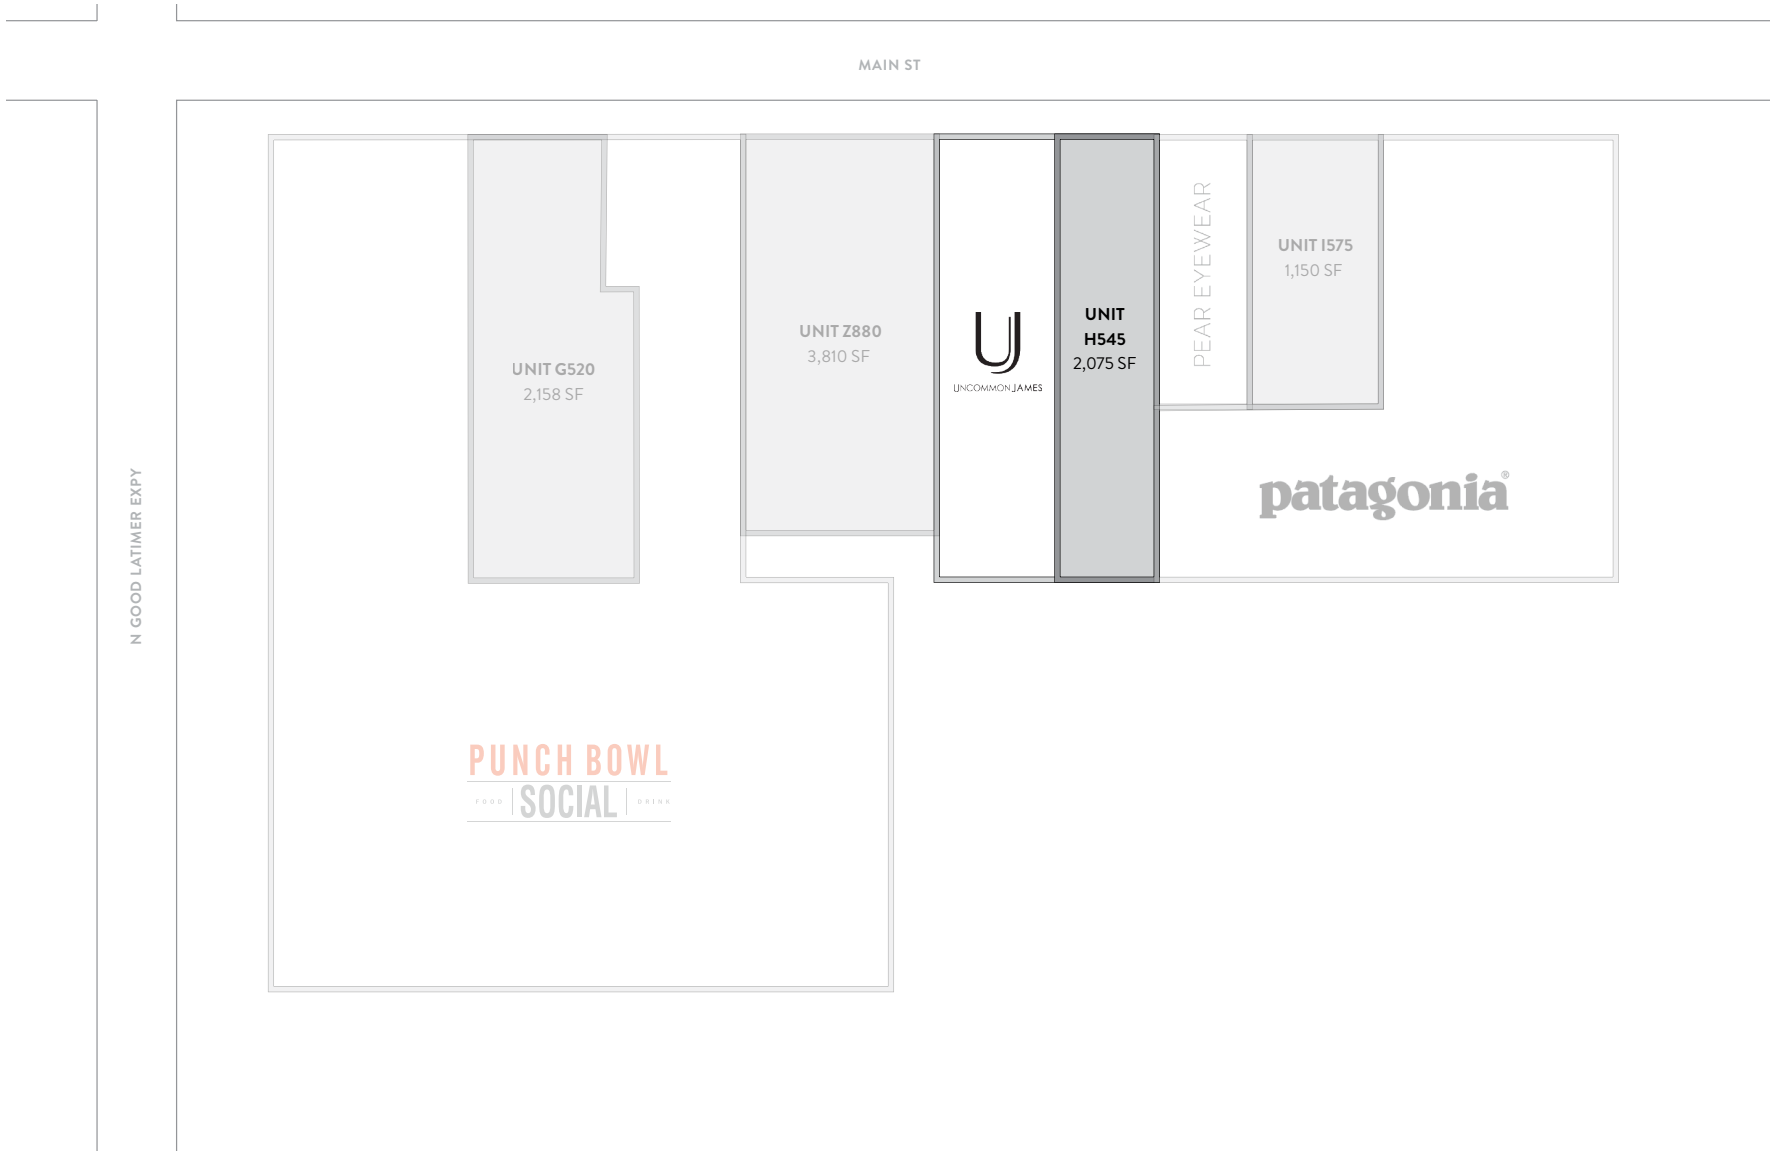 MAIN ST
N GOOD LATIMER EXPY
UNIT G520
2,158 SF
UNIT Z880
3,810 SF
UJ
UNCOMMON JAMES
UNIT
H545
2,075 SF
PEAR EYEWEAR
UNIT I575
1,150 SF
patagonia®
PUNCH BOWL
FOOD SOCIAL DRINK